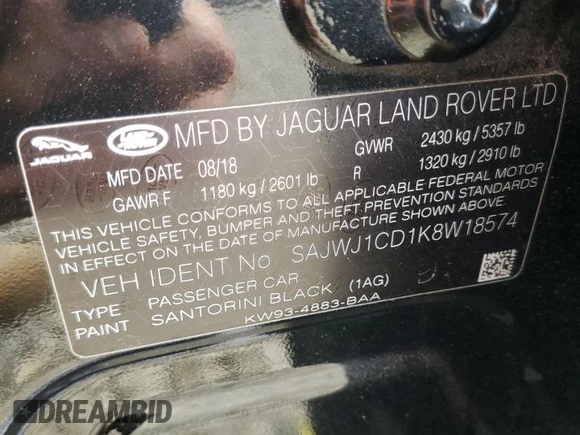 JAGUAR
LAND ROVER
MFD BY JAGUAR LAND ROVER LTD
MFD DATE 08/18 GVWR 2430 kg / 5357 lb
GAWR F 1180 kg / 2601 lb R 1320 kg / 2910 lb
THIS VEHICLE CONFORMS TO ALL APPLICABLE FEDERAL MOTOR
VEHICLE SAFETY, BUMPER AND THEFT PREVENTION STANDARDS
IN EFFECT ON THE DATE OF MANUFACTURE SHOWN ABOVE.
VEH IDENT No SAJWJ1CD1K8W18574
TYPE PASSENGER CAR
PAINT SANTORINI BLACK (1AG)
KW93-4883-BAA
DREAMBID